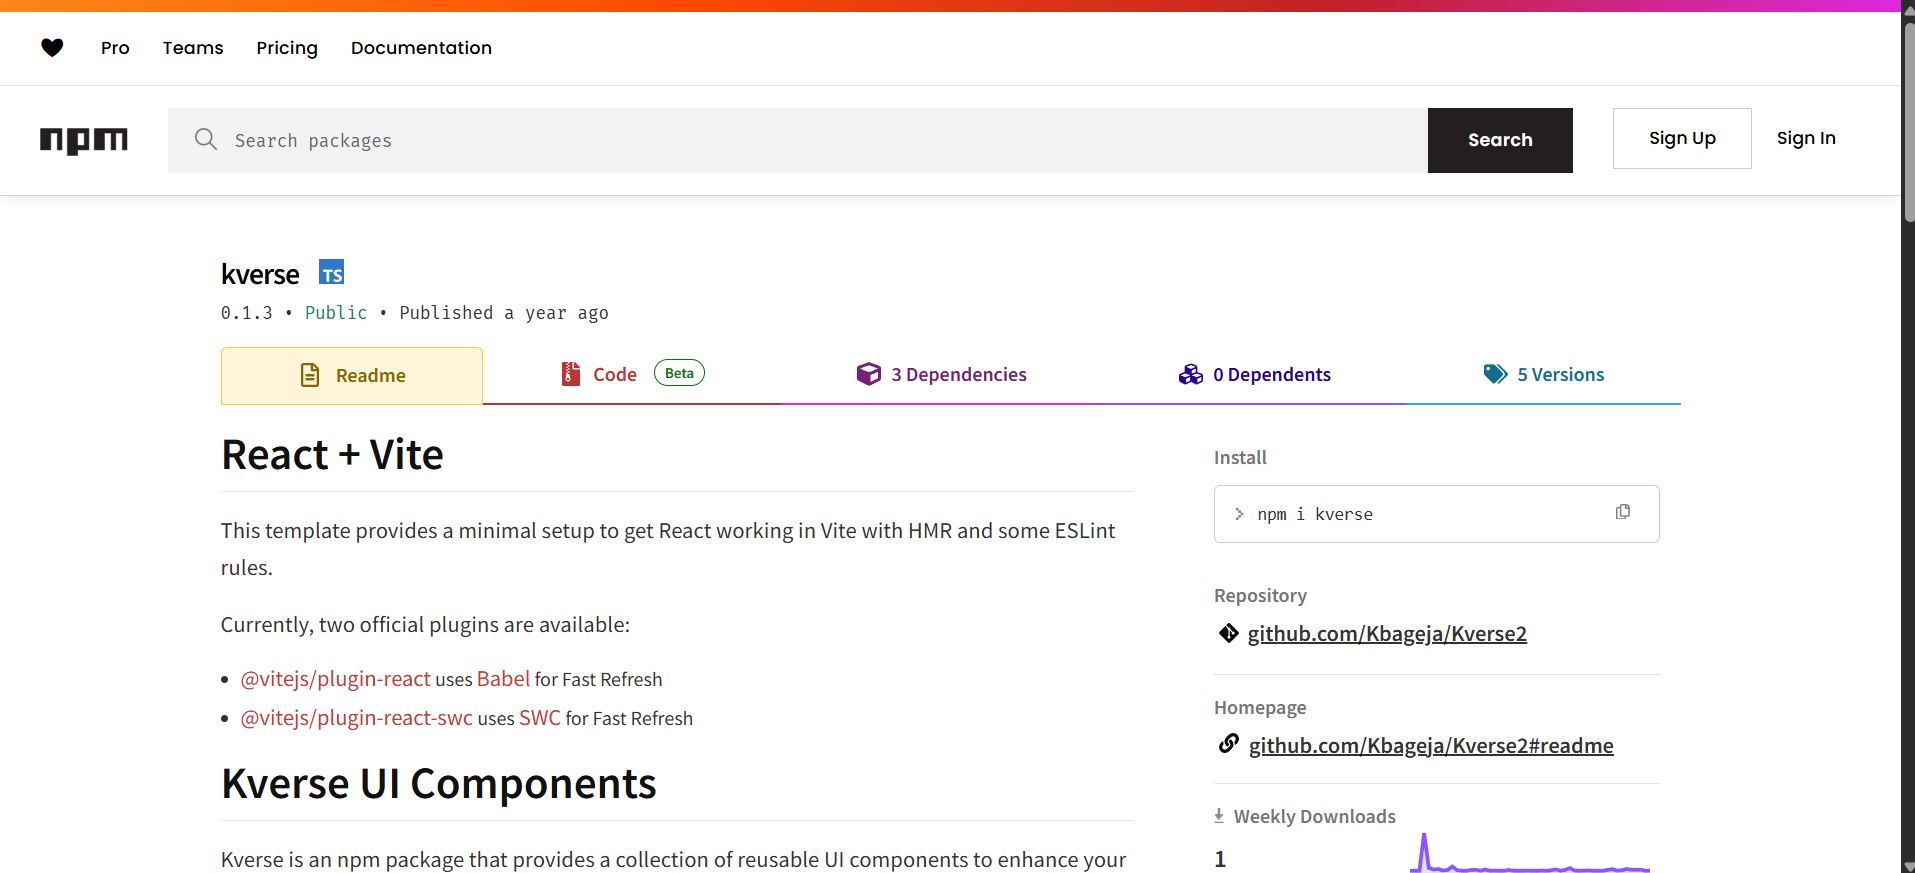 Pro Teams Pricing Documentation
npm Search packages Search Sign Up Sign In
kverse TS
0.1.3 • Public • Published a year ago
Readme Code Beta 3 Dependencies 0 Dependents 5 Versions
React + Vite
This template provides a minimal setup to get React working in Vite with HMR and some ESLint
rules.
Currently, two official plugins are available:
• @vitejs/plugin-react uses Babel for Fast Refresh
• @vitejs/plugin-react-swc uses SWC for Fast Refresh
Kverse UI Components
Kverse is an npm package that provides a collection of reusable UI components to enhance your
Install
> npm i kverse
Repository
github.com/Kbageja/Kverse2
Homepage
github.com/Kbageja/Kverse2#readme
Weekly Downloads
1